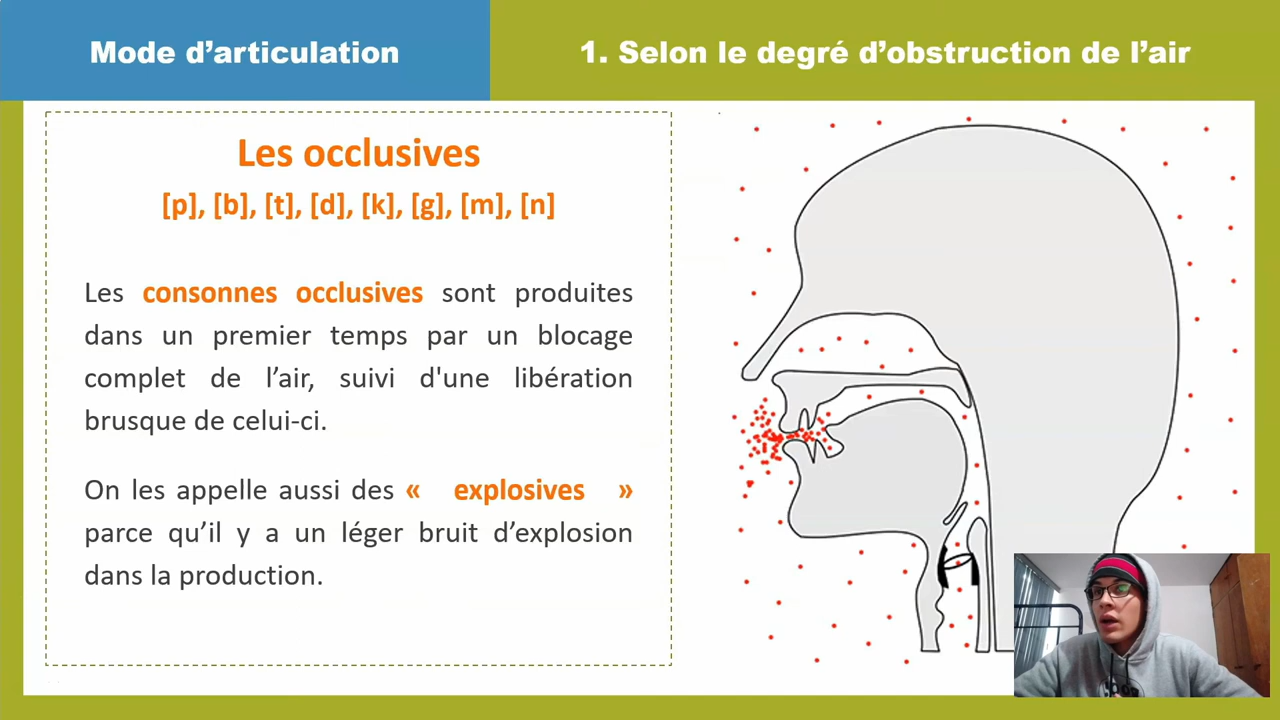 Mode d’articulation
1. Selon le degré d’obstruction de l’air
Les occlusives
[p], [b], [t], [d], [k], [g], [m], [n]
Les consonnes occlusives sont produites
dans un premier temps par un blocage
complet de l’air, suivi d'une libération
brusque de celui-ci.
On les appelle aussi des « explosives »
parce qu’il y a un léger bruit d’explosion
dans la production.